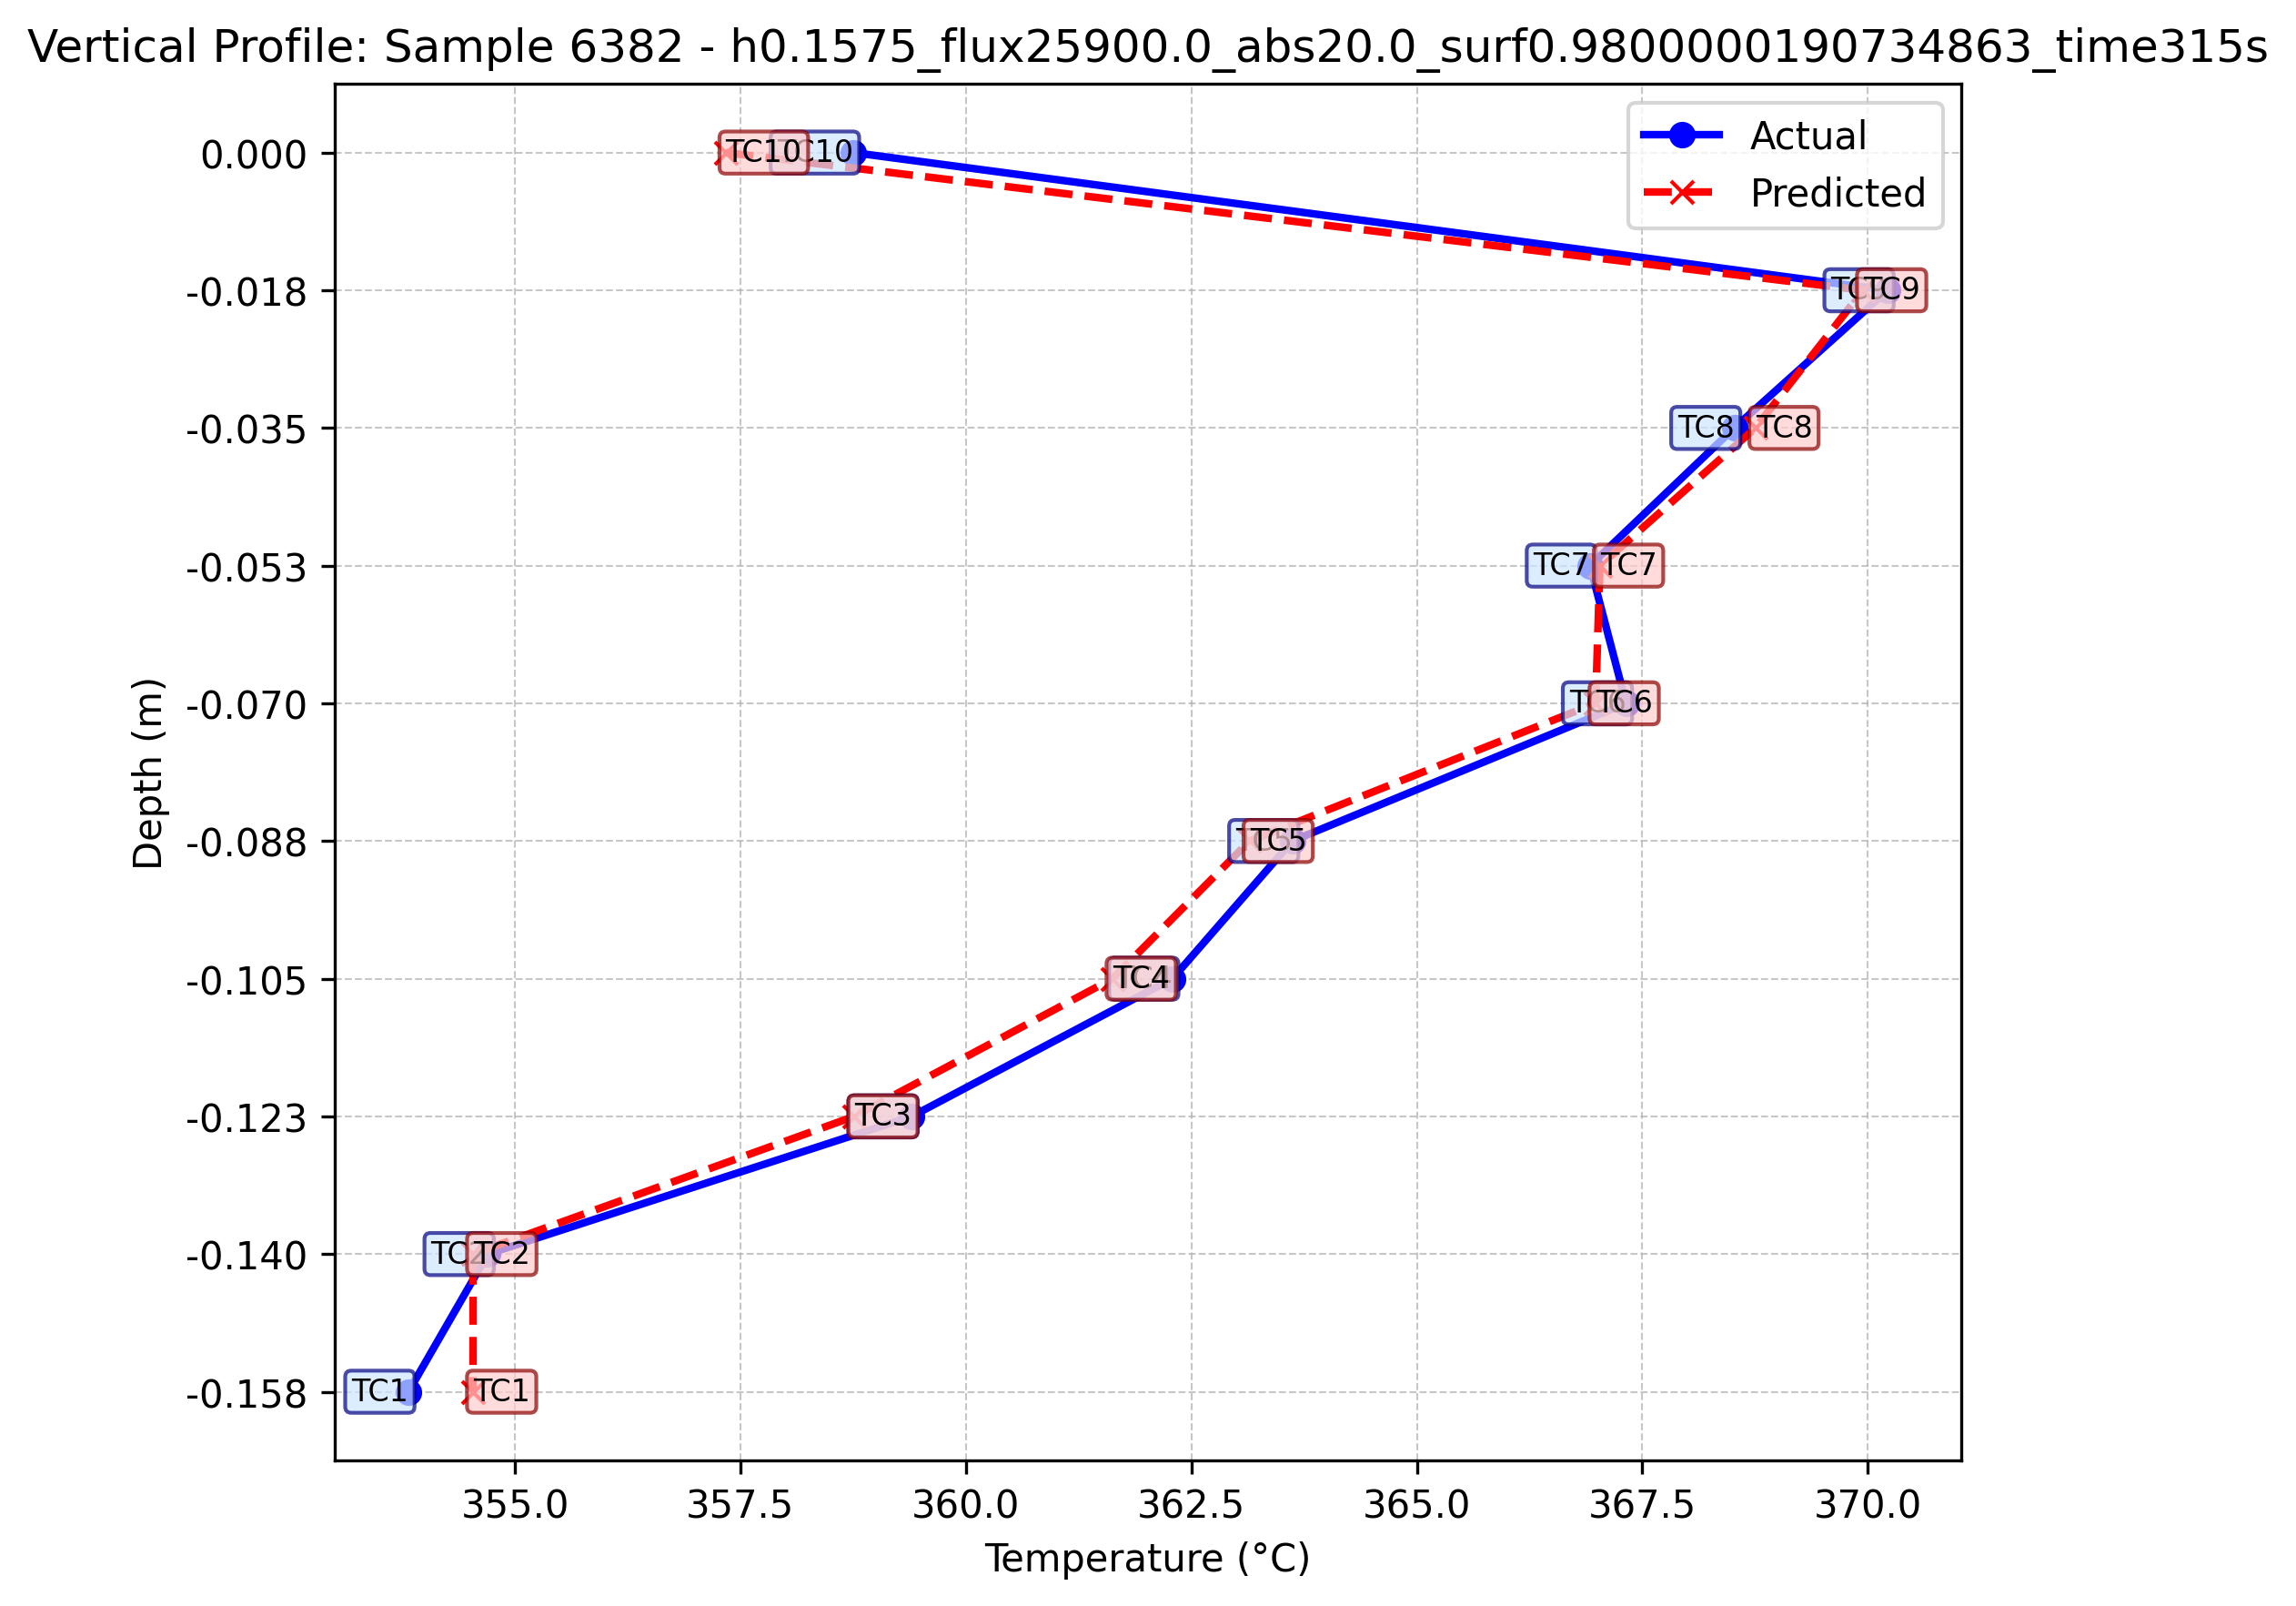 Vertical Profile: Sample 6382 - h0.1575_flux25900.0_abs20.0_surf0.9800000190734863_time315s
Actual
Predicted
0.000
-0.018
-0.035
-0.053
-0.070
-0.088
-0.105
-0.123
-0.140
-0.158
Depth (m)
TC10
TC9
TC8 TC8
TC7 TC7
TC6
TC5
TC4
TC3
TC2
TC1 TC1
355.0 357.5 360.0 362.5 365.0 367.5 370.0
Temperature (°C)